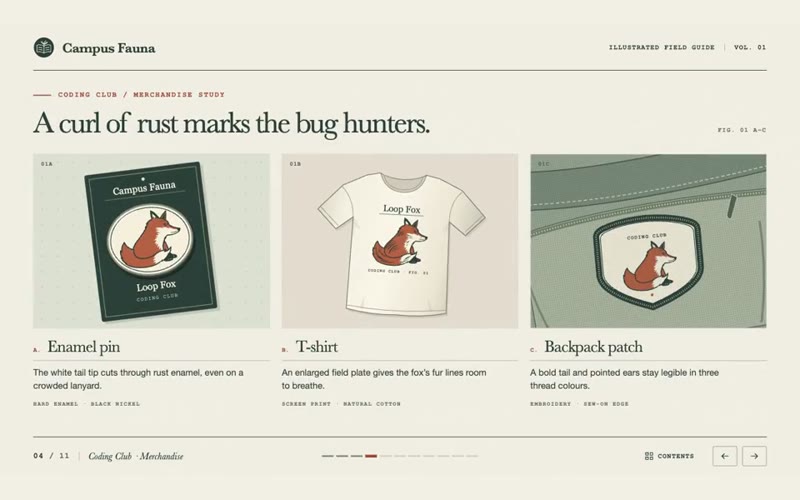 Campus Fauna
ILLUSTRATED FIELD GUIDE | VOL. 01
CODING CLUB / MERCHANDISE STUDY
A curl of rust marks the bug hunters.
FIG. 01 A–C
01A
Campus Fauna
Loop Fox
CODING CLUB
01B
Loop Fox
CODING CLUB · FIG. 01
01C
CODING CLUB
A. Enamel pin
The white tail tip cuts through rust enamel, even on a
crowded lanyard.
HARD ENAMEL · BLACK NICKEL
B. T-shirt
An enlarged field plate gives the fox's fur lines room
to breathe.
SCREEN PRINT · NATURAL COTTON
C. Backpack patch
A bold tail and pointed ears stay legible in three
thread colours.
EMBROIDERY · SEW-ON EDGE
04 / 11 | Coding Club · Merchandise
CONTENTS